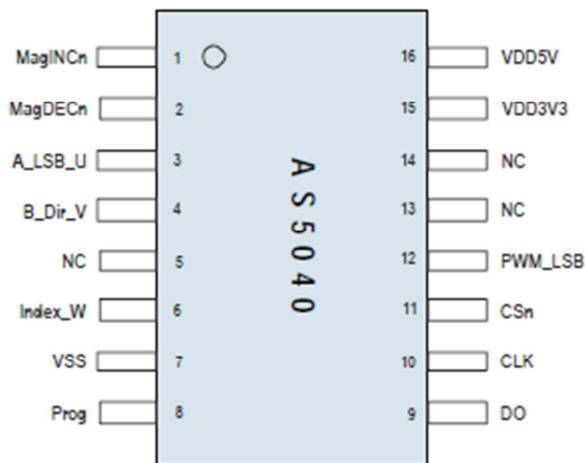 MagINCn 1 16 VDD5V
MagDECn 2 15 VDD3V3
A_LSB_U 3 14 NC
B_Dir_V 4 13 NC
NC 5 12 PWM_LSB
Index_W 6 11 CSn
VSS 7 10 CLK
Prog 8 9 DO
AS5040